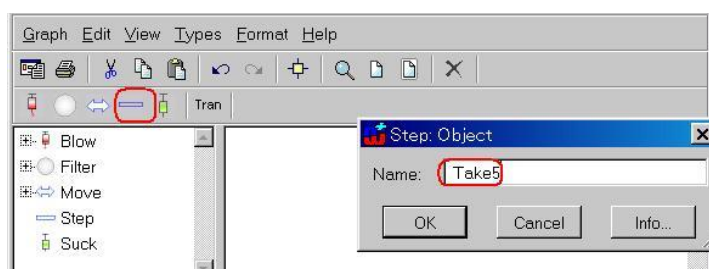 Graph Edit View Types Format Help
Tran
Blow
Filter
Move
Step
Suck
Step: Object
Name: Take5
OK Cancel Info...